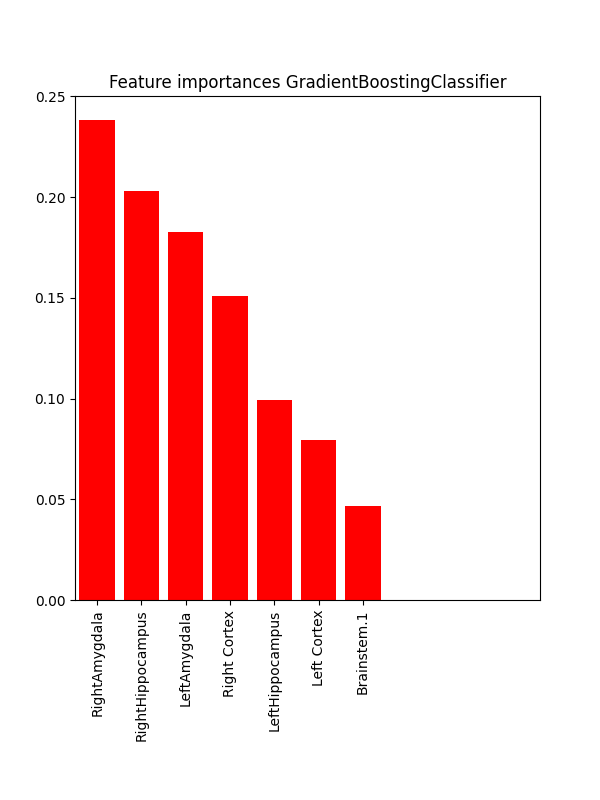 Feature importances GradientBoostingClassifier
0.25
0.20
0.15
0.10
0.05
0.00
RightAmygdala
RightHippocampus
LeftAmygdala
Right Cortex
LeftHippocampus
Left Cortex
Brainstem.1